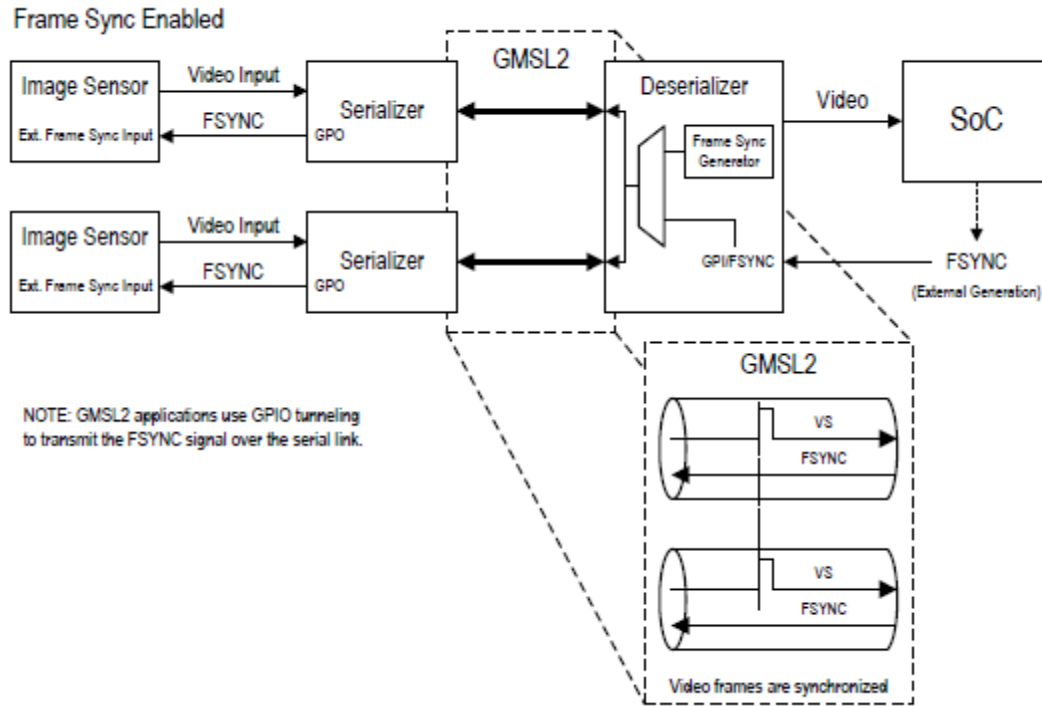 Frame Sync Enabled
Image Sensor
Ext. Frame Sync Input
Video Input
FSYNC
Serializer
GPO
GMSL2
Deserializer
Frame Sync
Generator
GPI/FSYNC
Video
SoC
FSYNC
(External Generation)
Image Sensor
Ext. Frame Sync Input
Video Input
FSYNC
Serializer
GPO
NOTE: GMSL2 applications use GPIO tunneling
to transmit the FSYNC signal over the serial link.
GMSL2
VS
FSYNC
VS
FSYNC
Video frames are synchronized